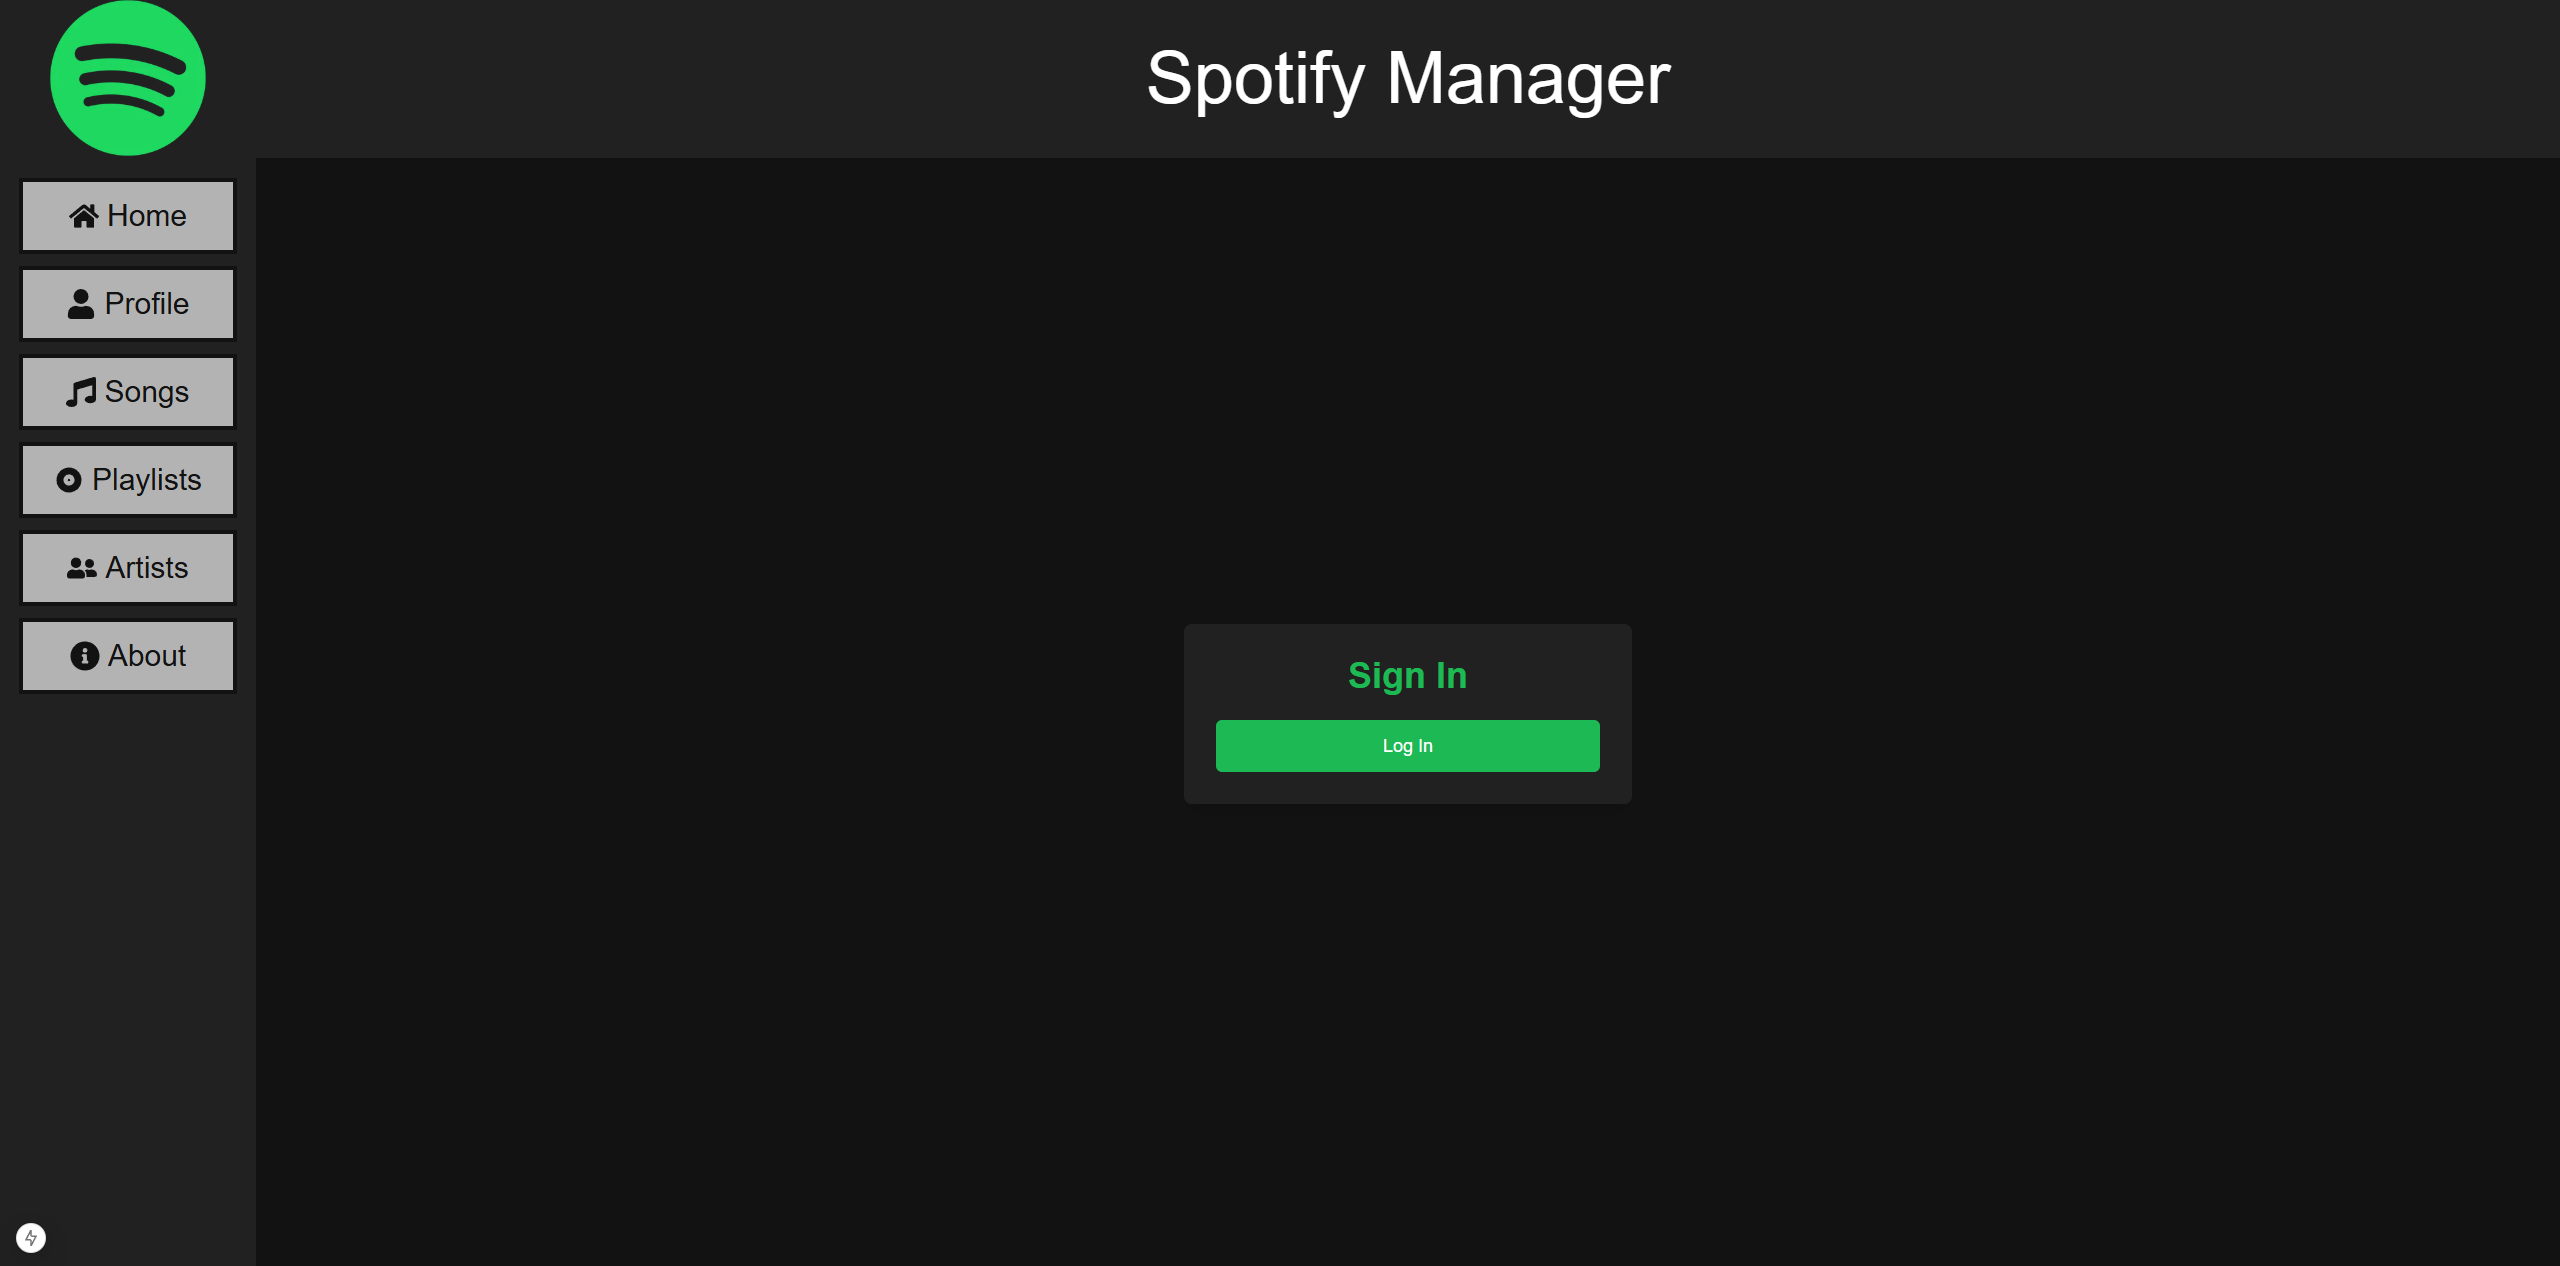 Spotify Manager
Home
Profile
Songs
Playlists
Artists
About
Sign In
Log In